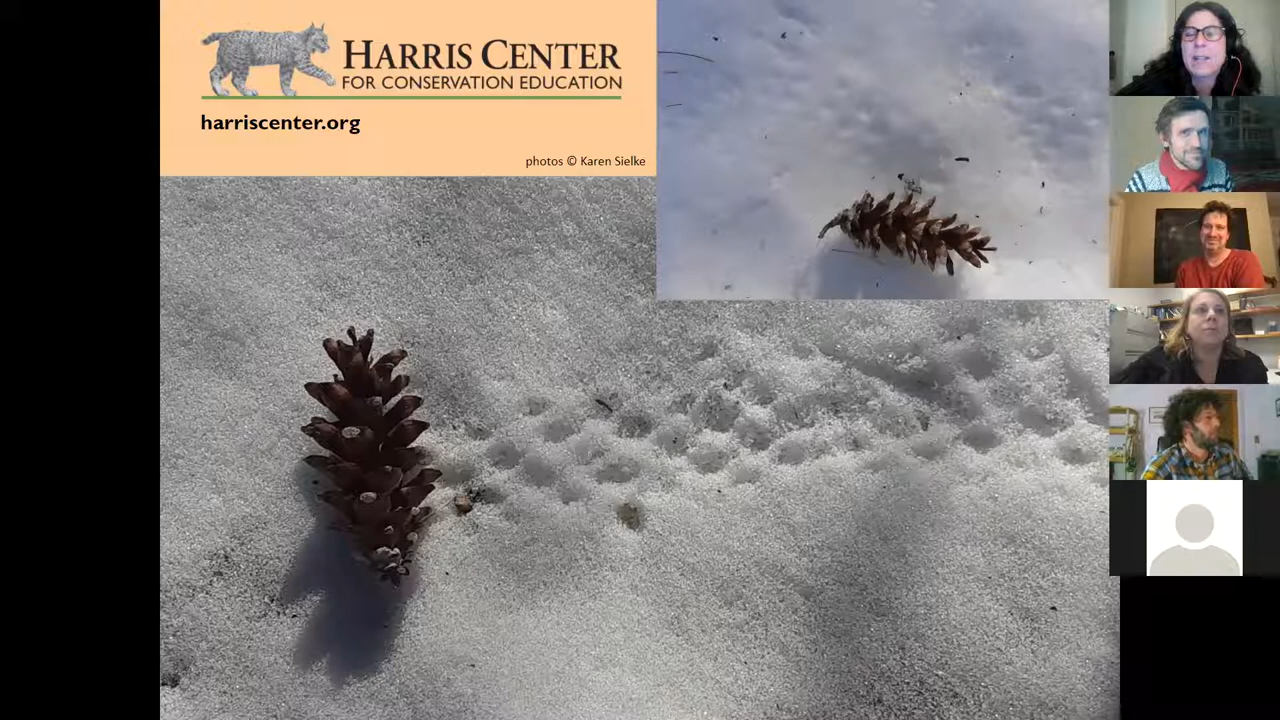 HARRIS CENTER
FOR CONSERVATION EDUCATION
harriscenter.org
photos © Karen Sielke